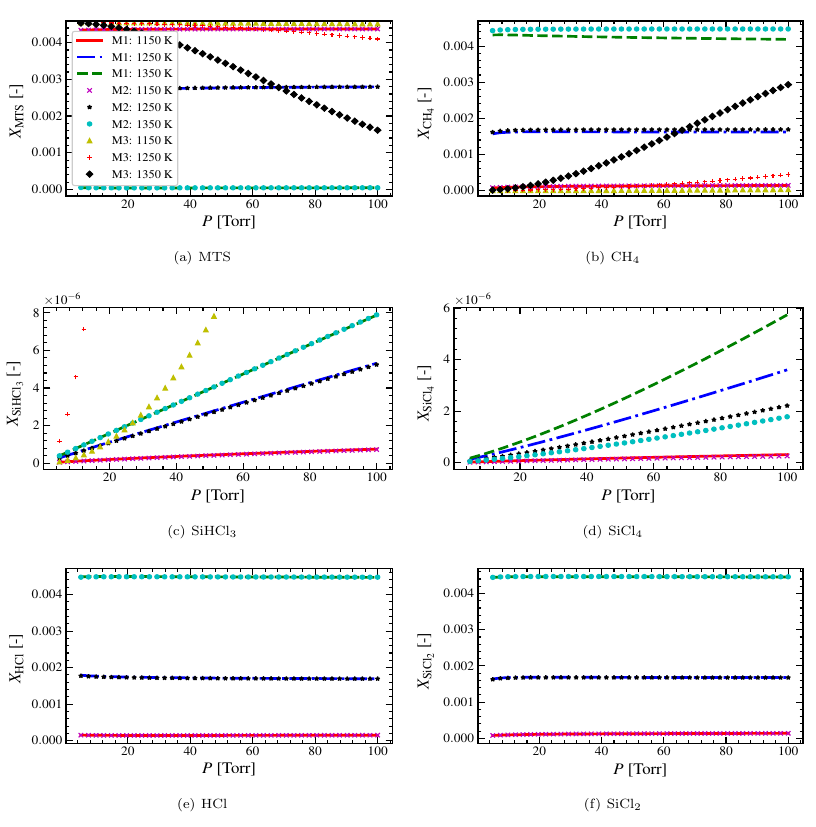 0.004
0.003
0.002
0.001
0.000
X_MTS [-]
M1: 1150 K
M1: 1250 K
M1: 1350 K
M2: 1150 K
M2: 1250 K
M2: 1350 K
M3: 1150 K
M3: 1250 K
M3: 1350 K
20 40 60 80 100
P [Torr]
(a) MTS
0.004
0.003
0.002
0.001
0.000
X_CH₄ [-]
20 40 60 80 100
P [Torr]
(b) CH₄
×10⁻⁶
8
6
4
2
0
X_SiHCl₃ [-]
20 40 60 80 100
P [Torr]
(c) SiHCl₃
×10⁻⁶
6
4
2
0
X_SiCl₄ [-]
20 40 60 80 100
P [Torr]
(d) SiCl₄
0.004
0.003
0.002
0.001
0.000
X_HCl [-]
20 40 60 80 100
P [Torr]
(e) HCl
0.004
0.003
0.002
0.001
0.000
X_SiCl₂ [-]
20 40 60 80 100
P [Torr]
(f) SiCl₂